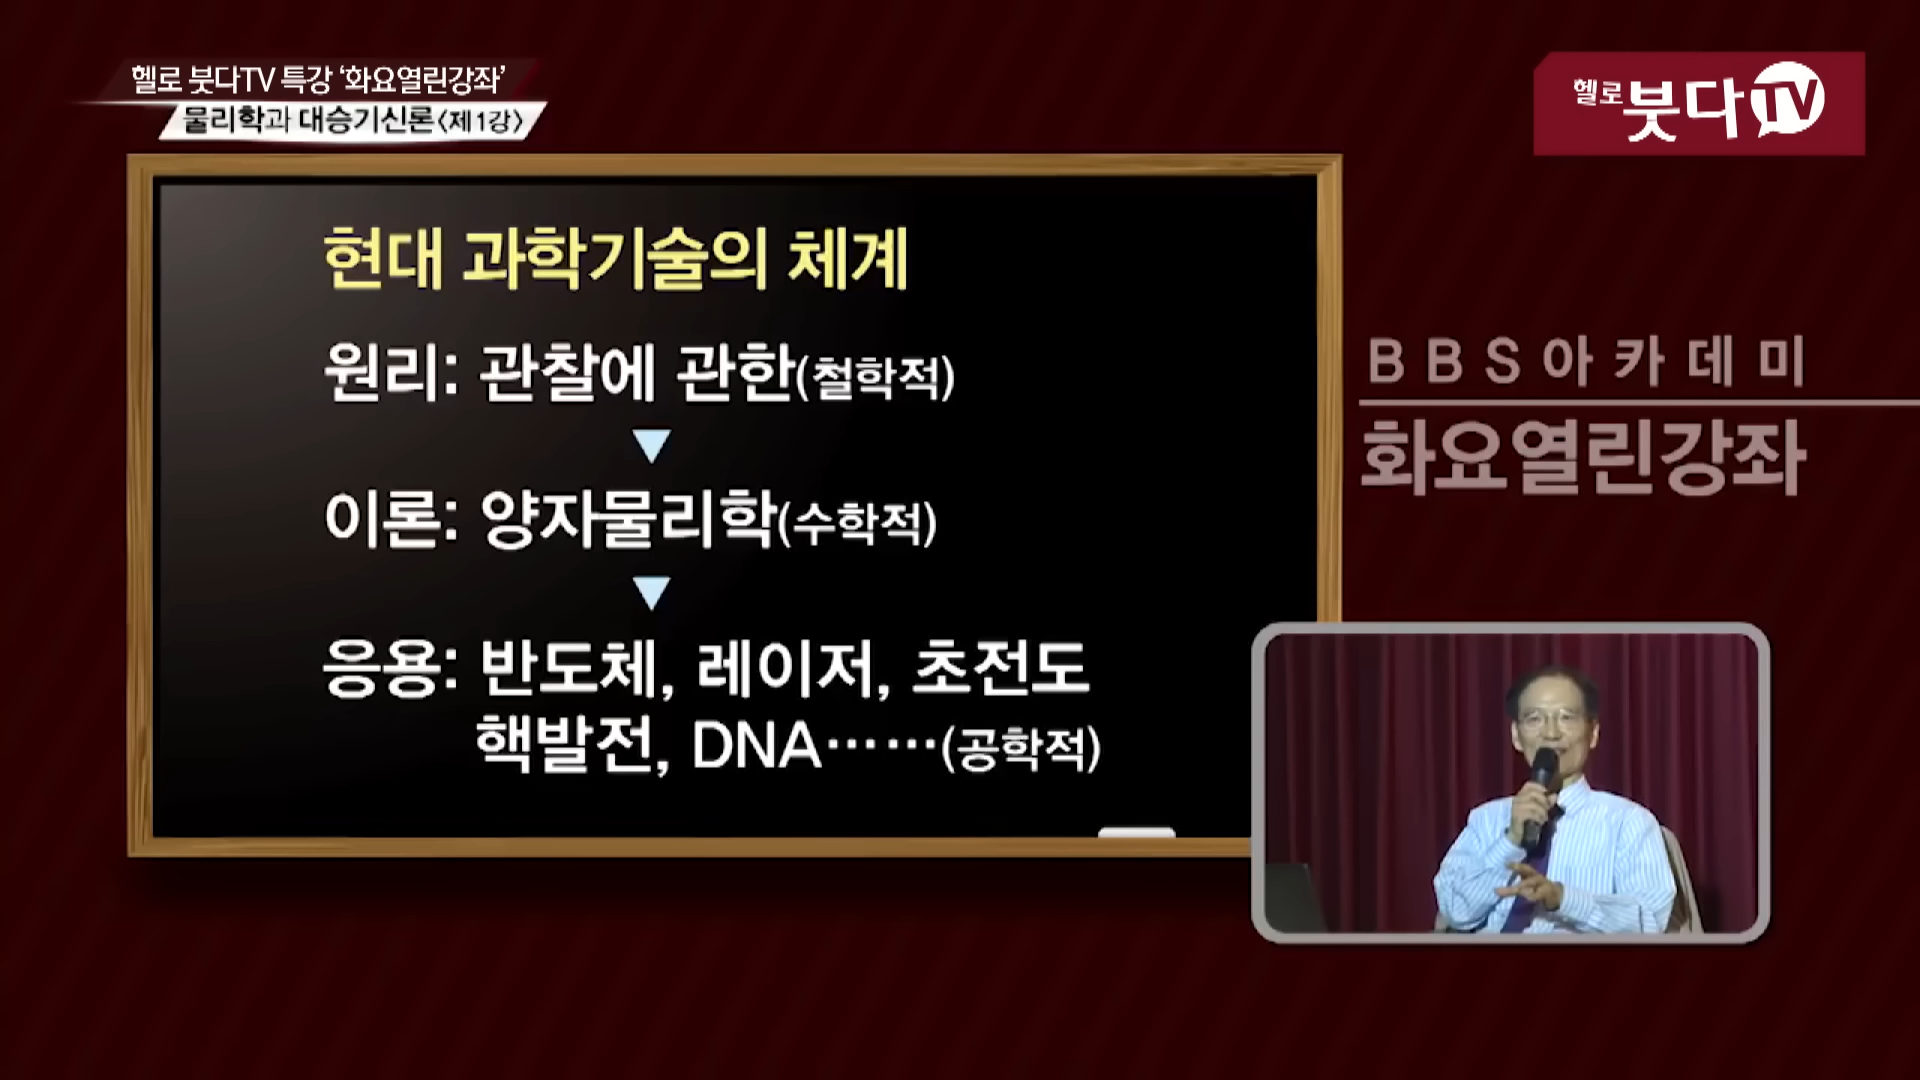 헬로 붓다TV 특강 ‘화요열린강좌’
물리학과 대승기신론<제1강>
헬로 붓다TV
현대 과학기술의 체계
원리: 관찰에 관한(철학적)
▼
이론: 양자물리학(수학적)
▼
응용: 반도체, 레이저, 초전도
핵발전, DNA⋯⋯(공학적)
BBS아카데미
화요열린강좌